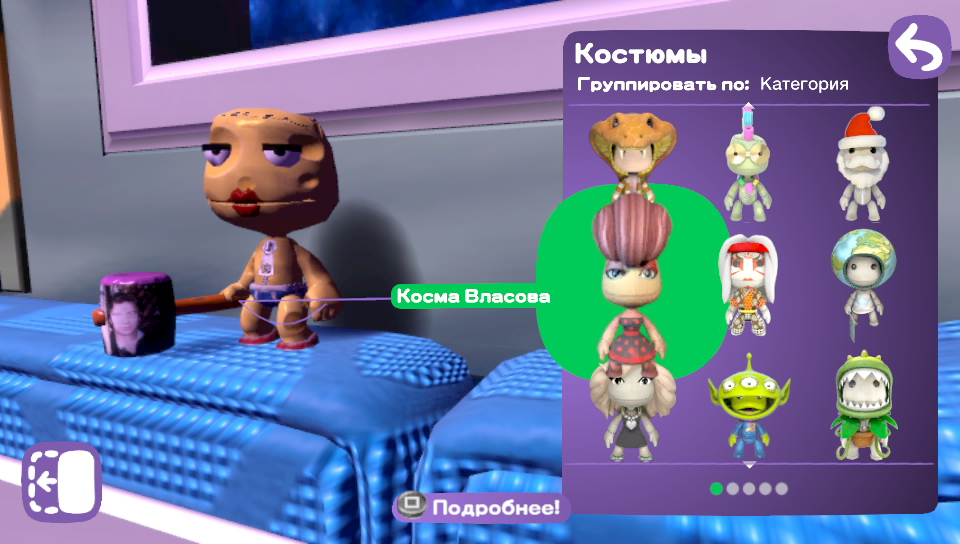 Костюмы
Группировать по: Категория
Косма Власова
Подробнее!